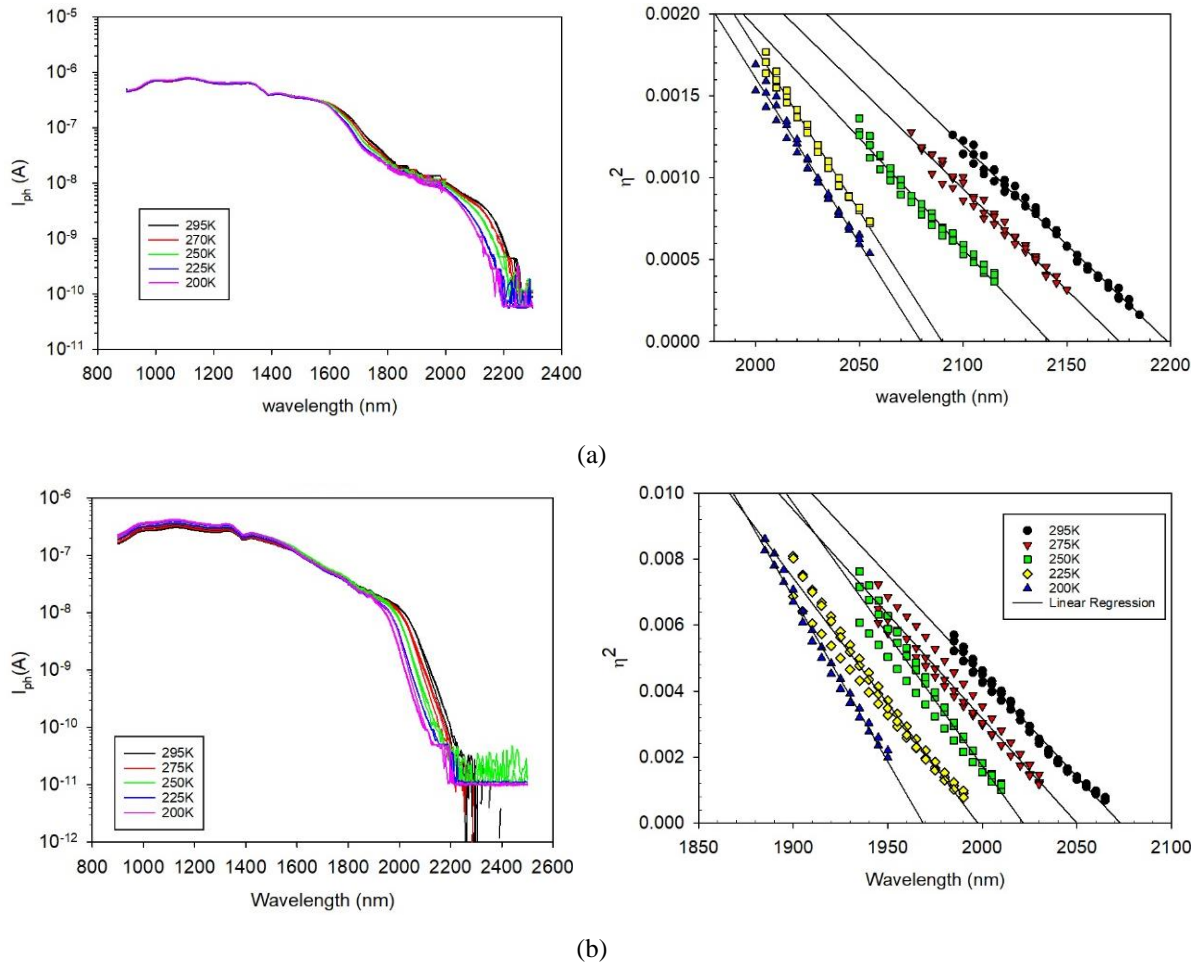 10⁻⁵
10⁻⁶
10⁻⁷
10⁻⁸
10⁻⁹
10⁻¹⁰
10⁻¹¹
I_ph (A)
295K
270K
250K
225K
200K
800 1000 1200 1400 1600 1800 2000 2200 2400
wavelength (nm)
0.0020
0.0015
0.0010
0.0005
0.0000
η²
2000 2050 2100 2150 2200
wavelength (nm)
(a)
10⁻⁶
10⁻⁷
10⁻⁸
10⁻⁹
10⁻¹⁰
10⁻¹¹
10⁻¹²
I_ph(A)
295K
275K
250K
225K
200K
800 1000 1200 1400 1600 1800 2000 2200 2400 2600
Wavelength (nm)
0.010
0.008
0.006
0.004
0.002
0.000
η²
295K
275K
250K
225K
200K
Linear Regression
1850 1900 1950 2000 2050 2100
Wavelength (nm)
(b)